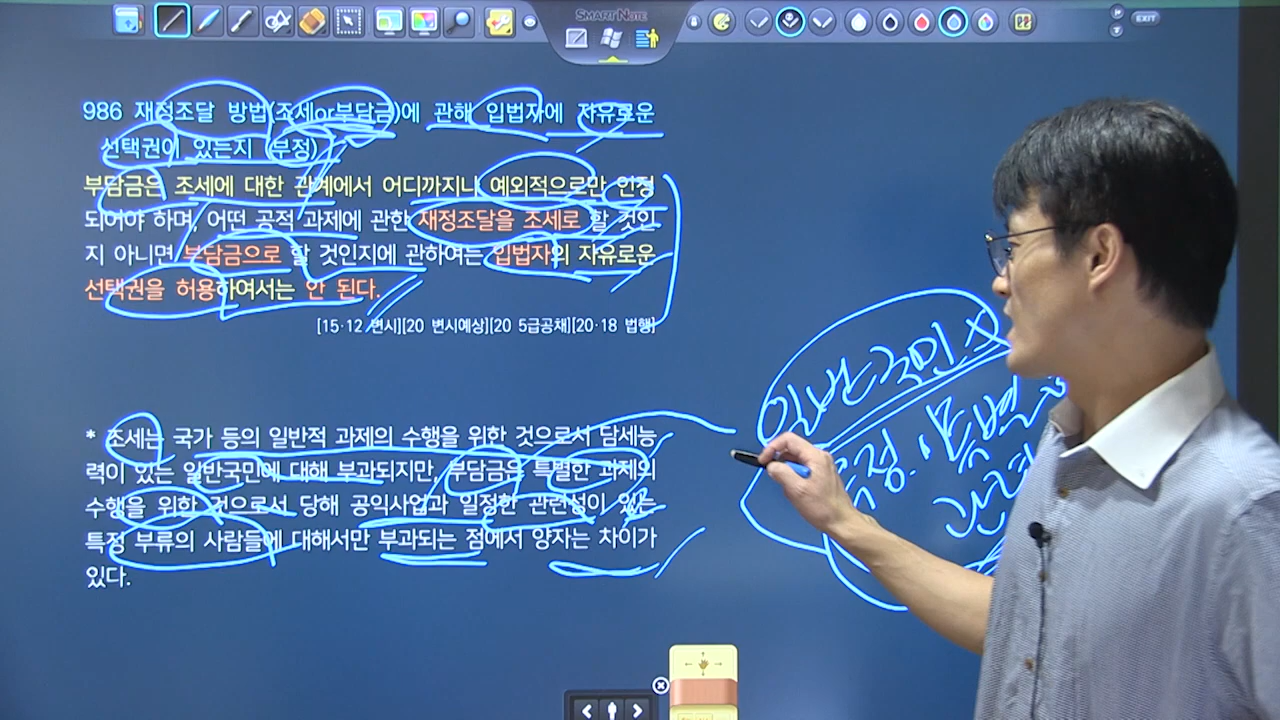 SMARTNOTE
EXIT
986 재정조달 방법(조세or부담금)에 관해 입법자에 자유로운
선택권이 있는지 (부정)
부담금은 조세에 대한 관계에서 어디까지나 예외적으로만 인정
되어야 하며, 어떤 공적 과제에 관한 재정조달을 조세로 할 것인
지 아니면 부담금으로 할 것인지에 관하여는 입법자의 자유로운
선택권을 허용하여서는 안 된다.
[15·12 변시][20 변시예상][20 5급공채][20·18 법행]
* 조세는 국가 등의 일반적 과제의 수행을 위한 것으로서 담세능
력이 있는 일반국민에 대해 부과되지만, 부담금은 특별한 과제의
수행을 위한 것으로서 당해 공익사업과 일정한 관련성이 있는
특정 부류의 사람들에 대해서만 부과되는 점에서 양자는 차이가
있다.
일반국민 X
특정.